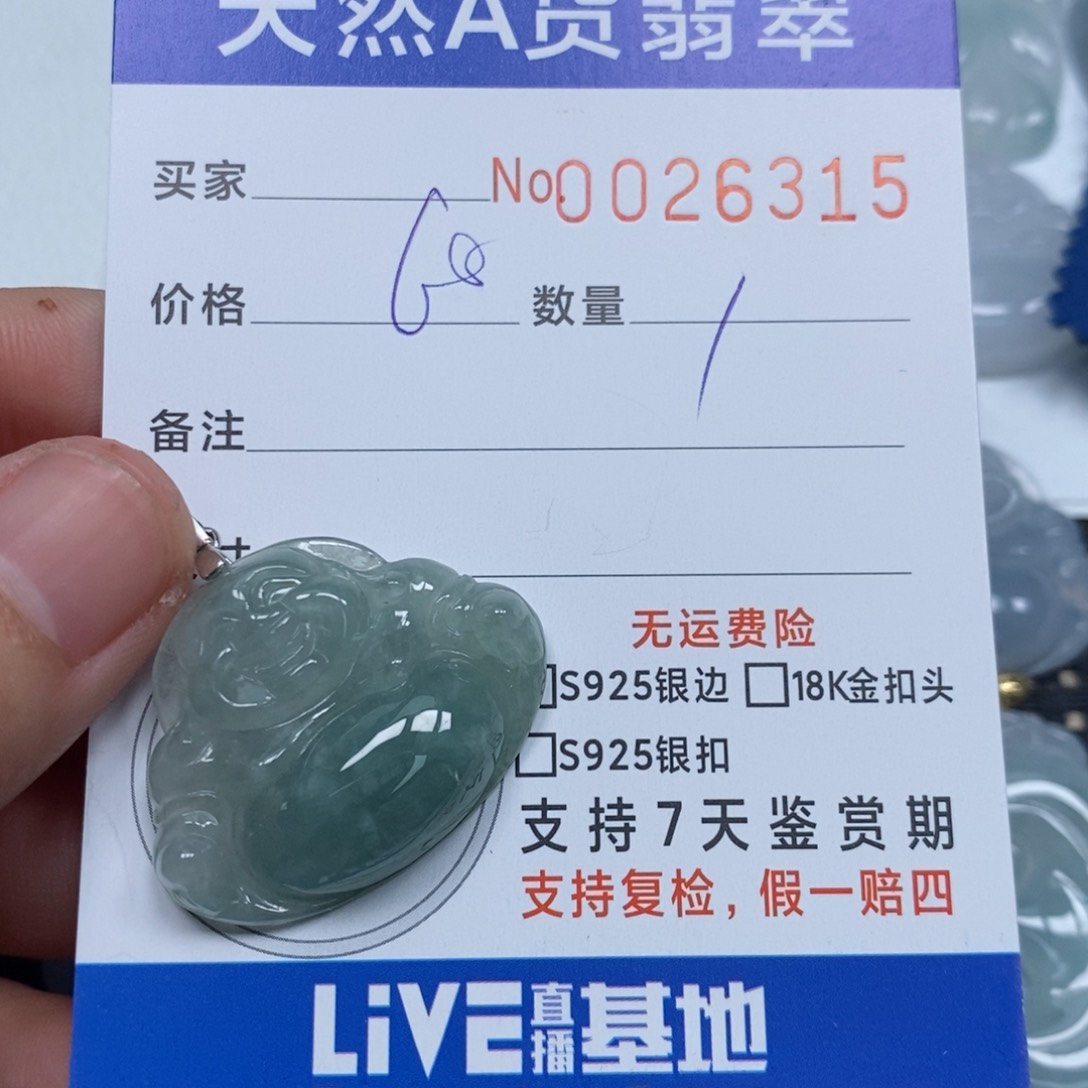 天然A货翡翠
买家 No.0026315
价格 数量 1
备注
无运费险
S925银边 18K金扣头
S925银扣
支持7天鉴赏期
支持复检，假一赔四
LiVE直播基地